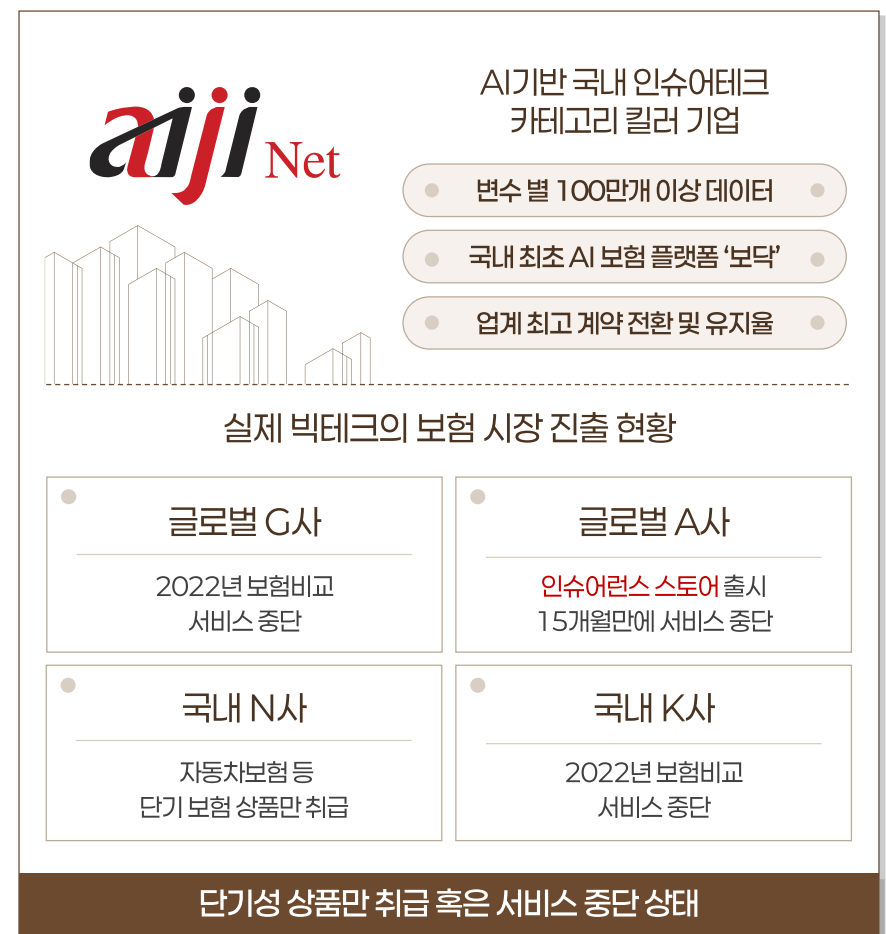 aiji Net
AI기반 국내 인슈어테크
카테고리 킬러 기업
변수 별 100만개 이상 데이터
국내 최초 AI 보험 플랫폼 ‘보닥’
업계 최고 계약 전환 및 유지율
실제 빅테크의 보험 시장 진출 현황
글로벌 G사
2022년 보험비교
서비스 중단
글로벌 A사
인슈어런스 스토어 출시
15개월만에 서비스 중단
국내 N사
자동차보험 등
단기 보험 상품만 취급
국내 K사
2022년 보험비교
서비스 중단
단기성 상품만 취급 혹은 서비스 중단 상태